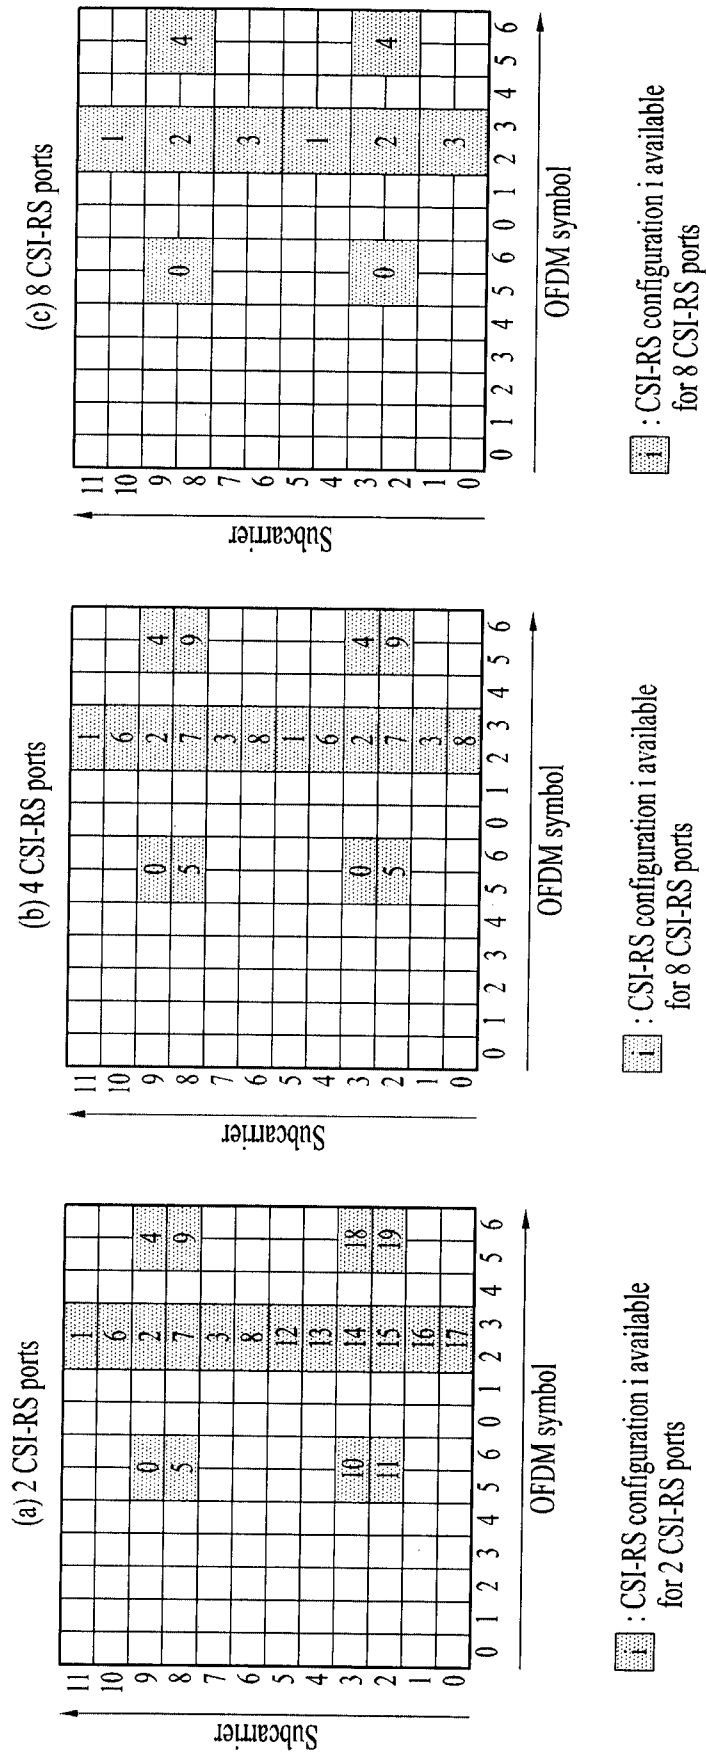 (a) 2 CSI-RS ports
Subcarrier
11 1
10 6
9 0 2 4
8 5 7 9
7 3
6 8
5 12
4 13
3 10 14 18
2 11 15 19
1 16
0 17
0 1 2 3 4 5 6 0 1 2 3 4 5 6
OFDM symbol
i : CSI-RS configuration i available
for 2 CSI-RS ports
(b) 4 CSI-RS ports
Subcarrier
11 1
10 6
9 0 2 4
8 5 7 9
7 3
6 8
5 1
4 6
3 0 2 4
2 5 7 9
1 3
0 8
0 1 2 3 4 5 6 0 1 2 3 4 5 6
OFDM symbol
i : CSI-RS configuration i available
for 8 CSI-RS ports
(c) 8 CSI-RS ports
Subcarrier
11
1
10
9
0 2 4
8
7
3
6
5
1
4
3
0 2 4
2
1
3
0
0 1 2 3 4 5 6 0 1 2 3 4 5 6
OFDM symbol
i : CSI-RS configuration i available
for 8 CSI-RS ports